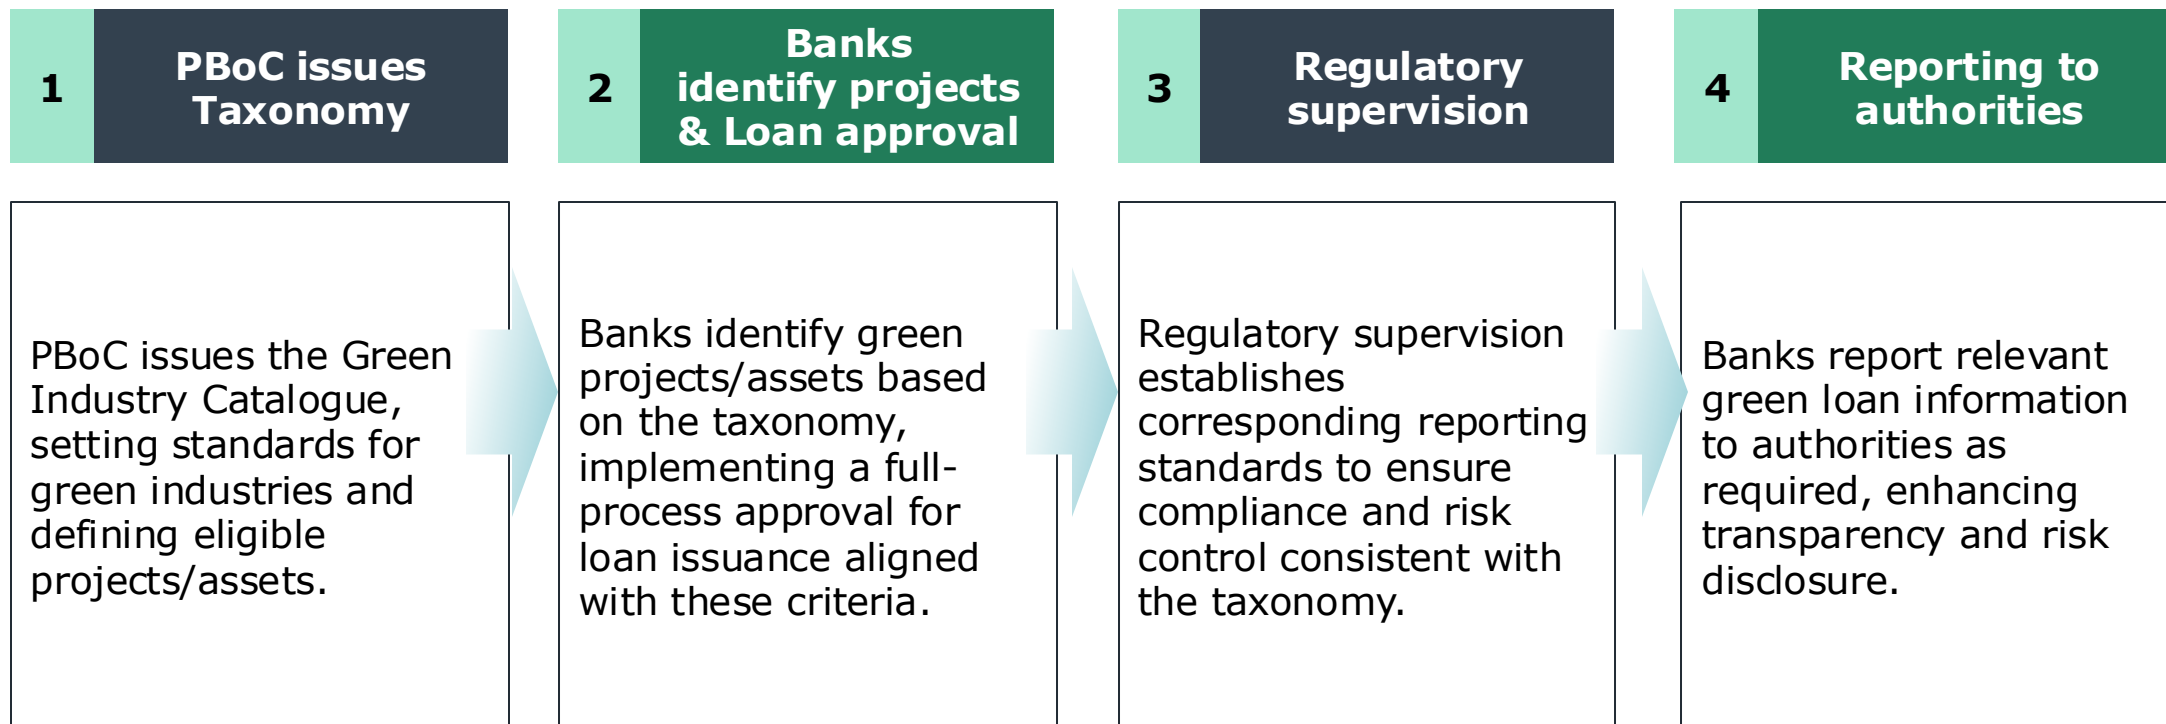 1
PBoC issues
Taxonomy
2
Banks
identify projects
& Loan approval
3
Regulatory
supervision
4
Reporting to
authorities
PBoC issues the Green
Industry Catalogue,
setting standards for
green industries and
defining eligible
projects/assets.
Banks identify green
projects/assets based
on the taxonomy,
implementing a full-
process approval for
loan issuance aligned
with these criteria.
Regulatory supervision
establishes
corresponding reporting
standards to ensure
compliance and risk
control consistent with
the taxonomy.
Banks report relevant
green loan information
to authorities as
required, enhancing
transparency and risk
disclosure.